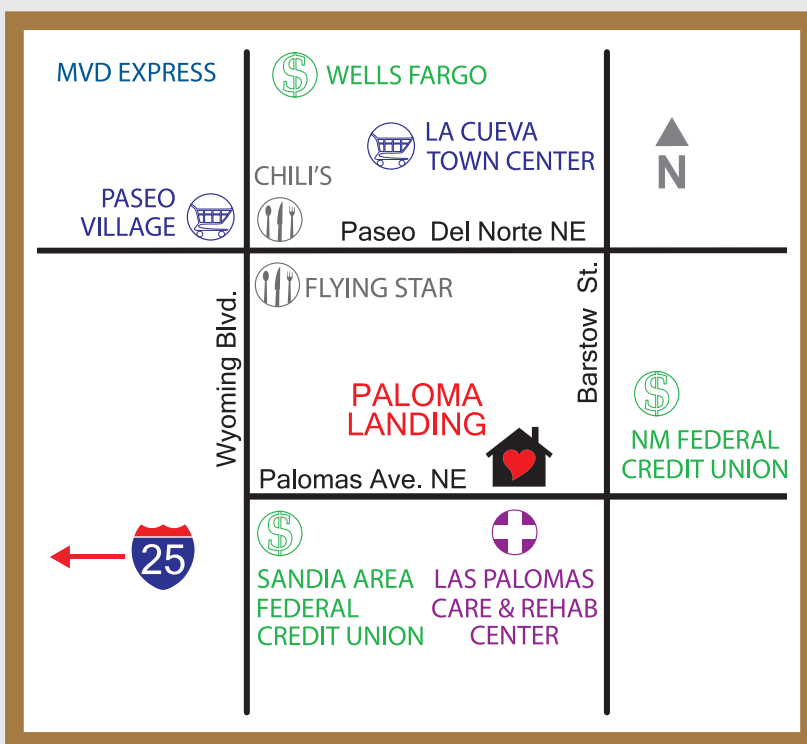 MVD EXPRESS
$ WELLS FARGO
LA CUEVA
TOWN CENTER
N
CHILI'S
PASEO
VILLAGE
Paseo Del Norte NE
FLYING STAR
Wyoming Blvd.
Barstow St.
PALOMA
LANDING
$
NM FEDERAL
CREDIT UNION
Palomas Ave. NE
25
$
SANDIA AREA
FEDERAL
CREDIT UNION
LAS PALOMAS
CARE & REHAB
CENTER